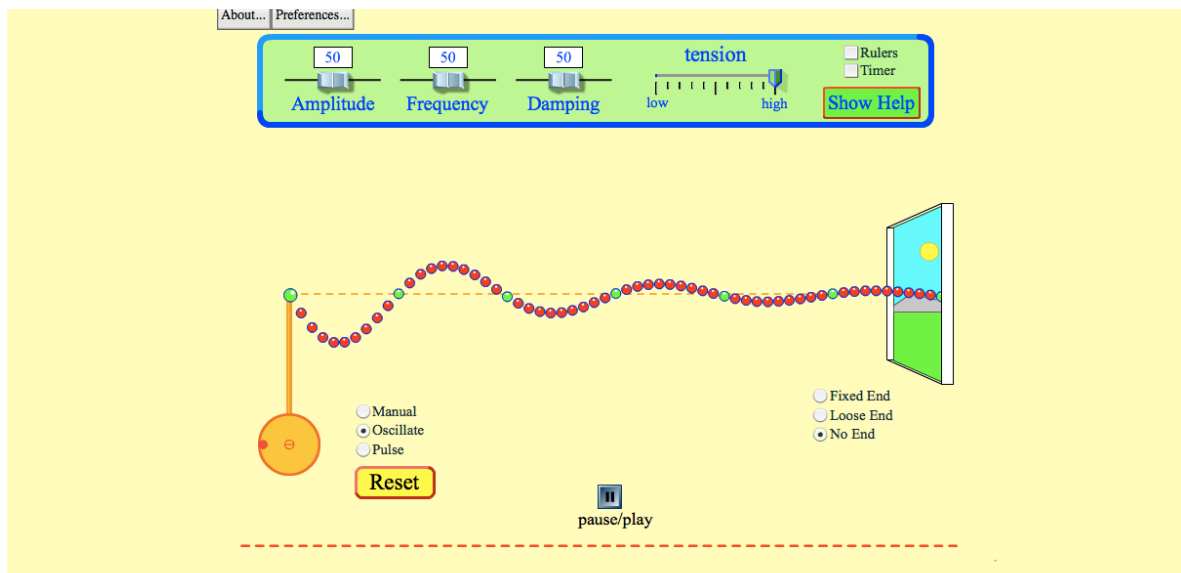 About... Preferences...
50 50 50 tension Rulers
Timer
Amplitude Frequency Damping low high Show Help
Fixed End
Manual Loose End
Oscillate No End
Pulse
Reset
pause/play